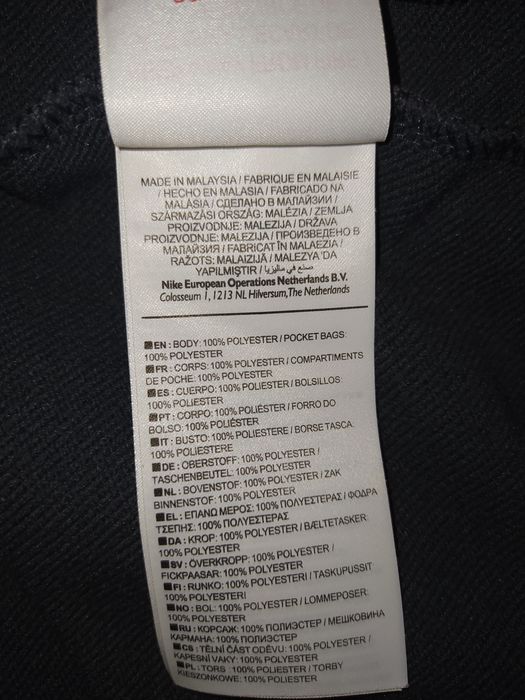 MADE IN MALAYSIA / FABRIQUE EN MALAISIE
/ HECHO EN MALASIA / FABRICADO NA
MALÁSIA / СДЕЛАНО В МАЛАЙЗИИ /
SZÁRMAZÁSI ORSZÁG: MALÉZIA / ZEMLJA
PROIZVODNJE: MALEZIJA / DRŽAVA
PROIZVODNJE: MALEZIJA / ПРОИЗВЕДЕНО В
МАЛАЙЗИЯ / FABRICAT ÎN MALAEZIA /
RAŽOTS: MALAIZIJĀ / MALEZYA 'DA
YAPILMIŞTIR / صنع في ماليزيا
Nike European Operations Netherlands B.V.
Colosseum 1, 1213 NL Hilversum, The Netherlands
EN : BODY: 100% POLYESTER / POCKET BAGS:
100% POLYESTER
FR : CORPS: 100% POLYESTER / COMPARTIMENTS
DE POCHE: 100% POLYESTER
ES : CUERPO: 100% POLIÉSTER / BOLSILLOS:
100% POLIÉSTER
PT : CORPO: 100% POLIÉSTER / FORRO DO
BOLSO: 100% POLIÉSTER
IT : BUSTO: 100% POLIESTERE / BORSE TASCA:
100% POLIESTERE
DE : OBERSTOFF: 100% POLYESTER /
TASCHENBEUTEL: 100% POLYESTER
NL : BOVENSTOF: 100% POLYESTER / ZAK
BINNENSTOF: 100% POLYESTER
EL : ΕΠΑΝΩ ΜΕΡΟΣ: 100% ΠΟΛΥΕΣΤΕΡΑΣ / ΦΟΔΡΑ
ΤΣΕΠΗΣ: 100% ΠΟΛΥΕΣΤΕΡΑΣ
DA : KROP: 100% POLYESTER / BÆLTETASKER:
100% POLYESTER
SV : ÖVERKROPP: 100% POLYESTER /
FICKPAASAR: 100% POLYESTER
FI : RUNKO: 100% POLYESTERI / TASKUPUSSIT
100% POLYESTERI
NO : BOL: 100% POLYESTER / LOMMEPOSER:
100% POLYESTER
RU : КОРСАЖ: 100% ПОЛИЭСТЕР / МЕШКОВИНА
КАРМАНА: 100% ПОЛИЭСТЕР
CS : TĚLNÍ ČÁST ODĚVU: 100% POLYESTER /
KAPESNÍ VAKY: 100% POLYESTER
PL : TORS : 100% POLIESTER / TORBY
KIESZONKOWE: 100% POLIESTER